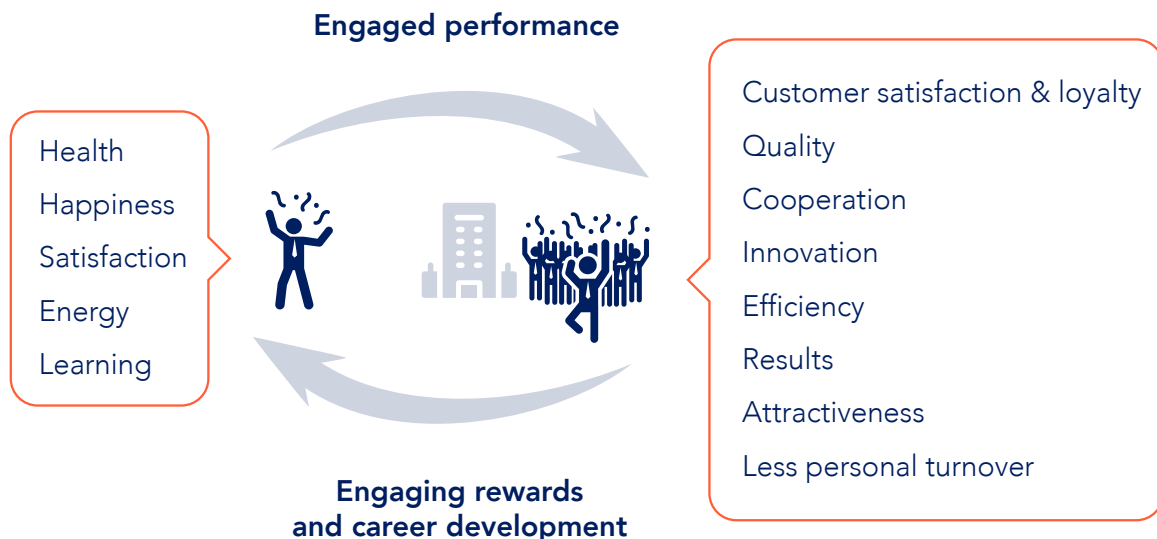 Engaged performance
Health
Happiness
Satisfaction
Energy
Learning
Customer satisfaction & loyalty
Quality
Cooperation
Innovation
Efficiency
Results
Attractiveness
Less personal turnover
Engaging rewards
and career development